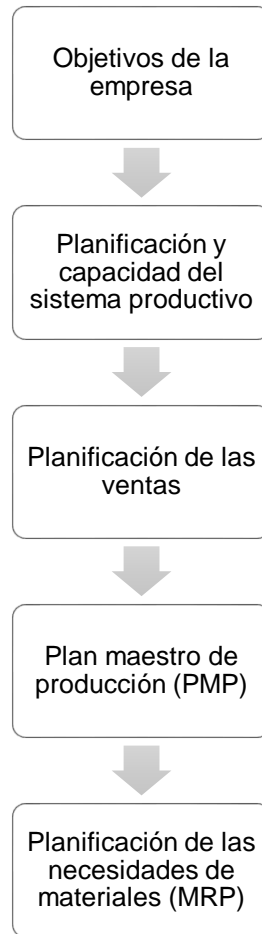 Objetivos de la
empresa
Planificación y
capacidad del
sistema productivo
Planificación de las
ventas
Plan maestro de
producción (PMP)
Planificación de las
necesidades de
materiales (MRP)